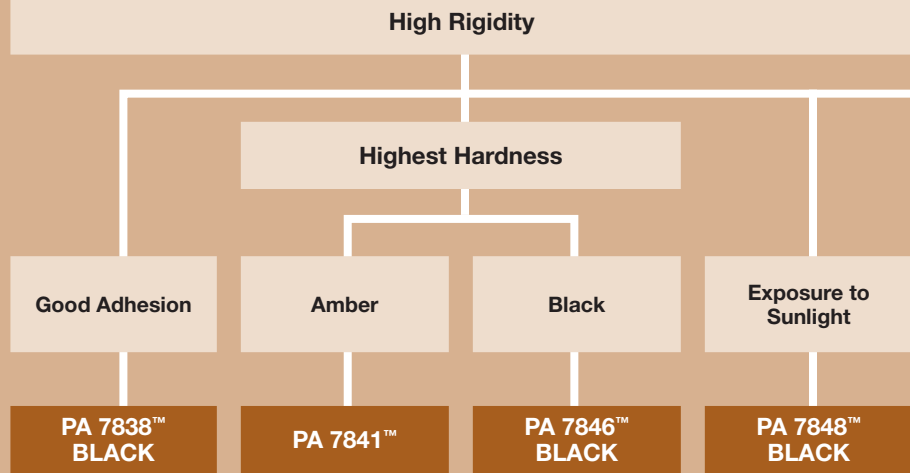 High Rigidity
Highest Hardness
Good Adhesion
Amber
Black
Exposure to
Sunlight
PA 7838™
BLACK
PA 7841™
PA 7846™
BLACK
PA 7848™
BLACK